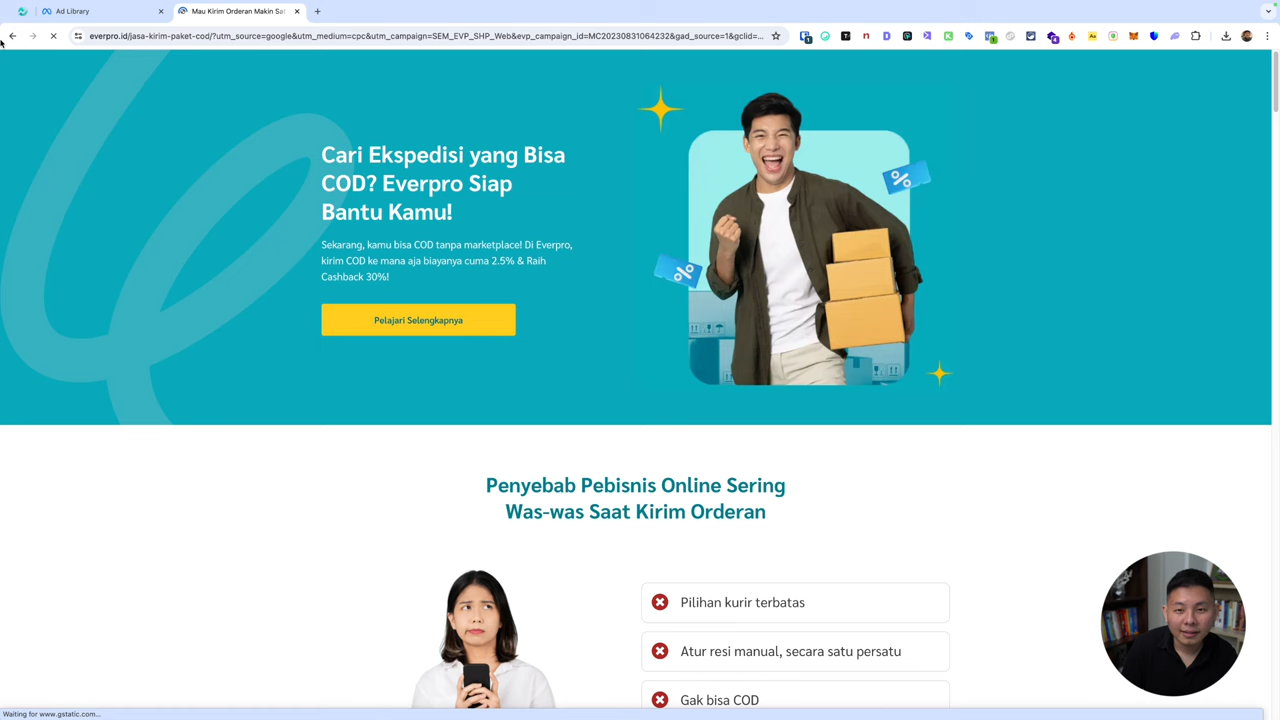 Ad Library
Mau Kirim Orderan Makin Sat
everpro.id/jasa-kirim-paket-cod/?utm_source=google&utm_medium=cpc&utm_campaign=SEM_EVP_SHP_Web&evp_campaign_id=MC20230831064232&gad_source=1&gclid=...
Cari Ekspedisi yang Bisa
COD? Everpro Siap
Bantu Kamu!
Sekarang, kamu bisa COD tanpa marketplace! Di Everpro,
kirim COD ke mana aja biayanya cuma 2.5% & Raih
Cashback 30%!
Pelajari Selengkapnya
Penyebab Pebisnis Online Sering
Was-was Saat Kirim Orderan
Pilihan kurir terbatas
Atur resi manual, secara satu persatu
Gak bisa COD
Waiting for www.gstatic.com...